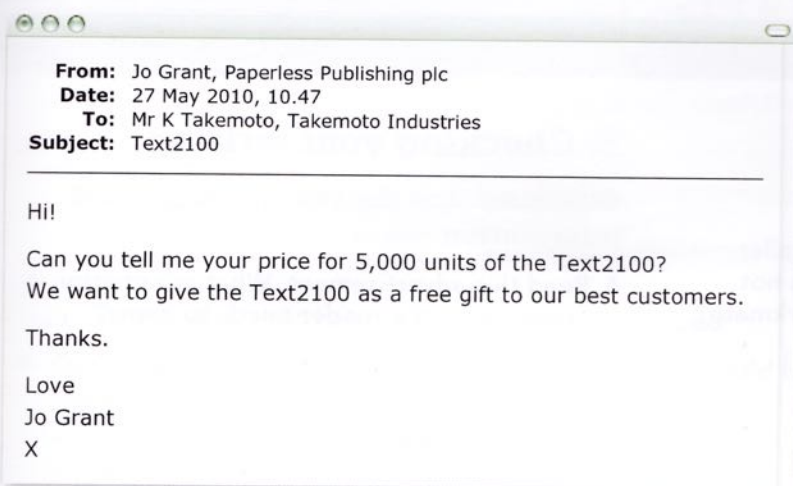 From: Jo Grant, Paperless Publishing plc
Date: 27 May 2010, 10.47
To: Mr K Takemoto, Takemoto Industries
Subject: Text2100
Hi!
Can you tell me your price for 5,000 units of the Text2100?
We want to give the Text2100 as a free gift to our best customers.
Thanks.
Love
Jo Grant
X